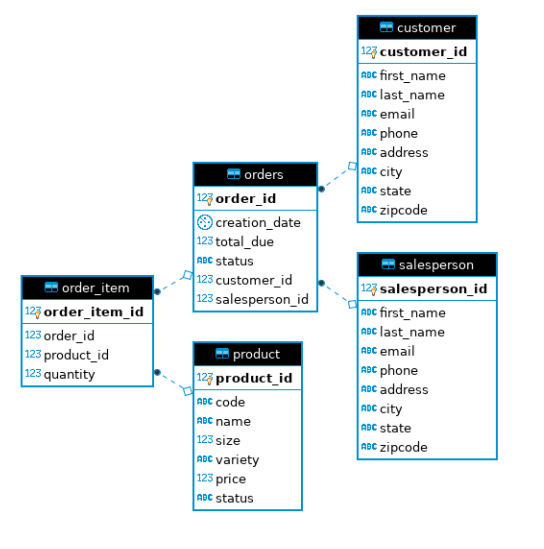 customer
123 customer_id
ABC first_name
ABC last_name
ABC email
ABC phone
ABC address
ABC city
ABC state
ABC zipcode
orders
123 order_id
creation_date
123 total_due
ABC status
123 customer_id
123 salesperson_id
salesperson
123 salesperson_id
ABC first_name
ABC last_name
ABC email
ABC phone
ABC address
ABC city
ABC state
ABC zipcode
order_item
123 order_item_id
123 order_id
123 product_id
123 quantity
product
123 product_id
ABC code
ABC name
123 size
ABC variety
123 price
ABC status